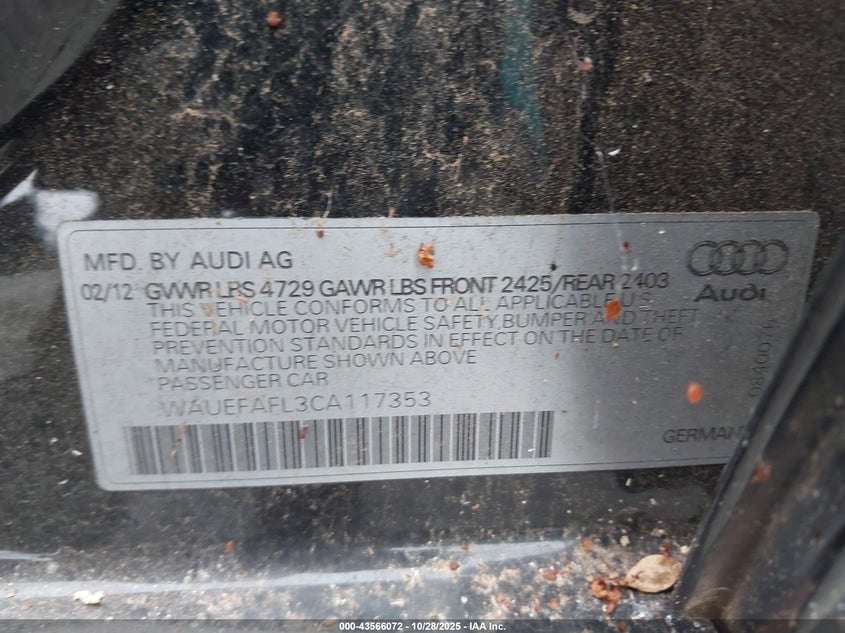 MFD. BY AUDI AG
02/12 GVWR LBS 4729 GAWR LBS FRONT 2425/REAR 2403
THIS VEHICLE CONFORMS TO ALL APPLICABLE U.S.
FEDERAL MOTOR VEHICLE SAFETY, BUMPER AND THEFT
PREVENTION STANDARDS IN EFFECT ON THE DATE OF
MANUFACTURE SHOWN ABOVE
PASSENGER CAR
WAUEFAFL3CA117353
Audi
GERMAN
000-43566072 - 10/28/2025 - IAA Inc.